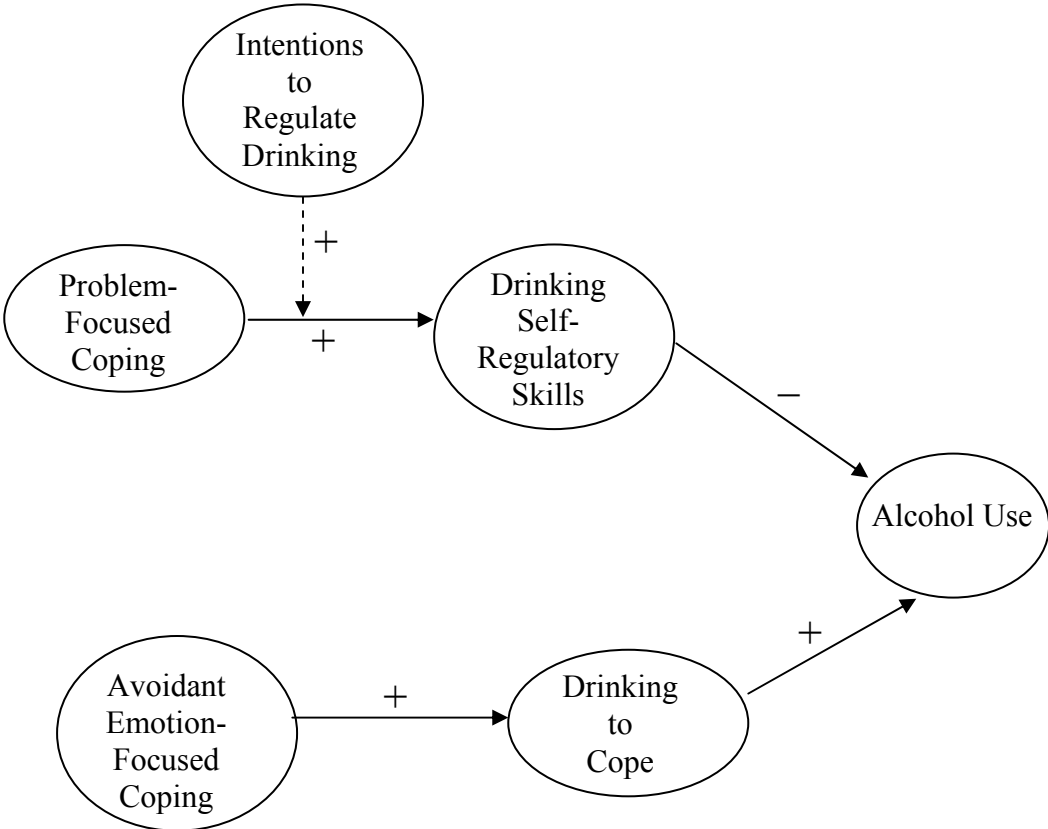 Intentions
to
Regulate
Drinking
+
Problem-
Focused
Coping
+
Drinking
Self-
Regulatory
Skills
–
Alcohol Use
+
Avoidant
Emotion-
Focused
Coping
+
Drinking
to
Cope